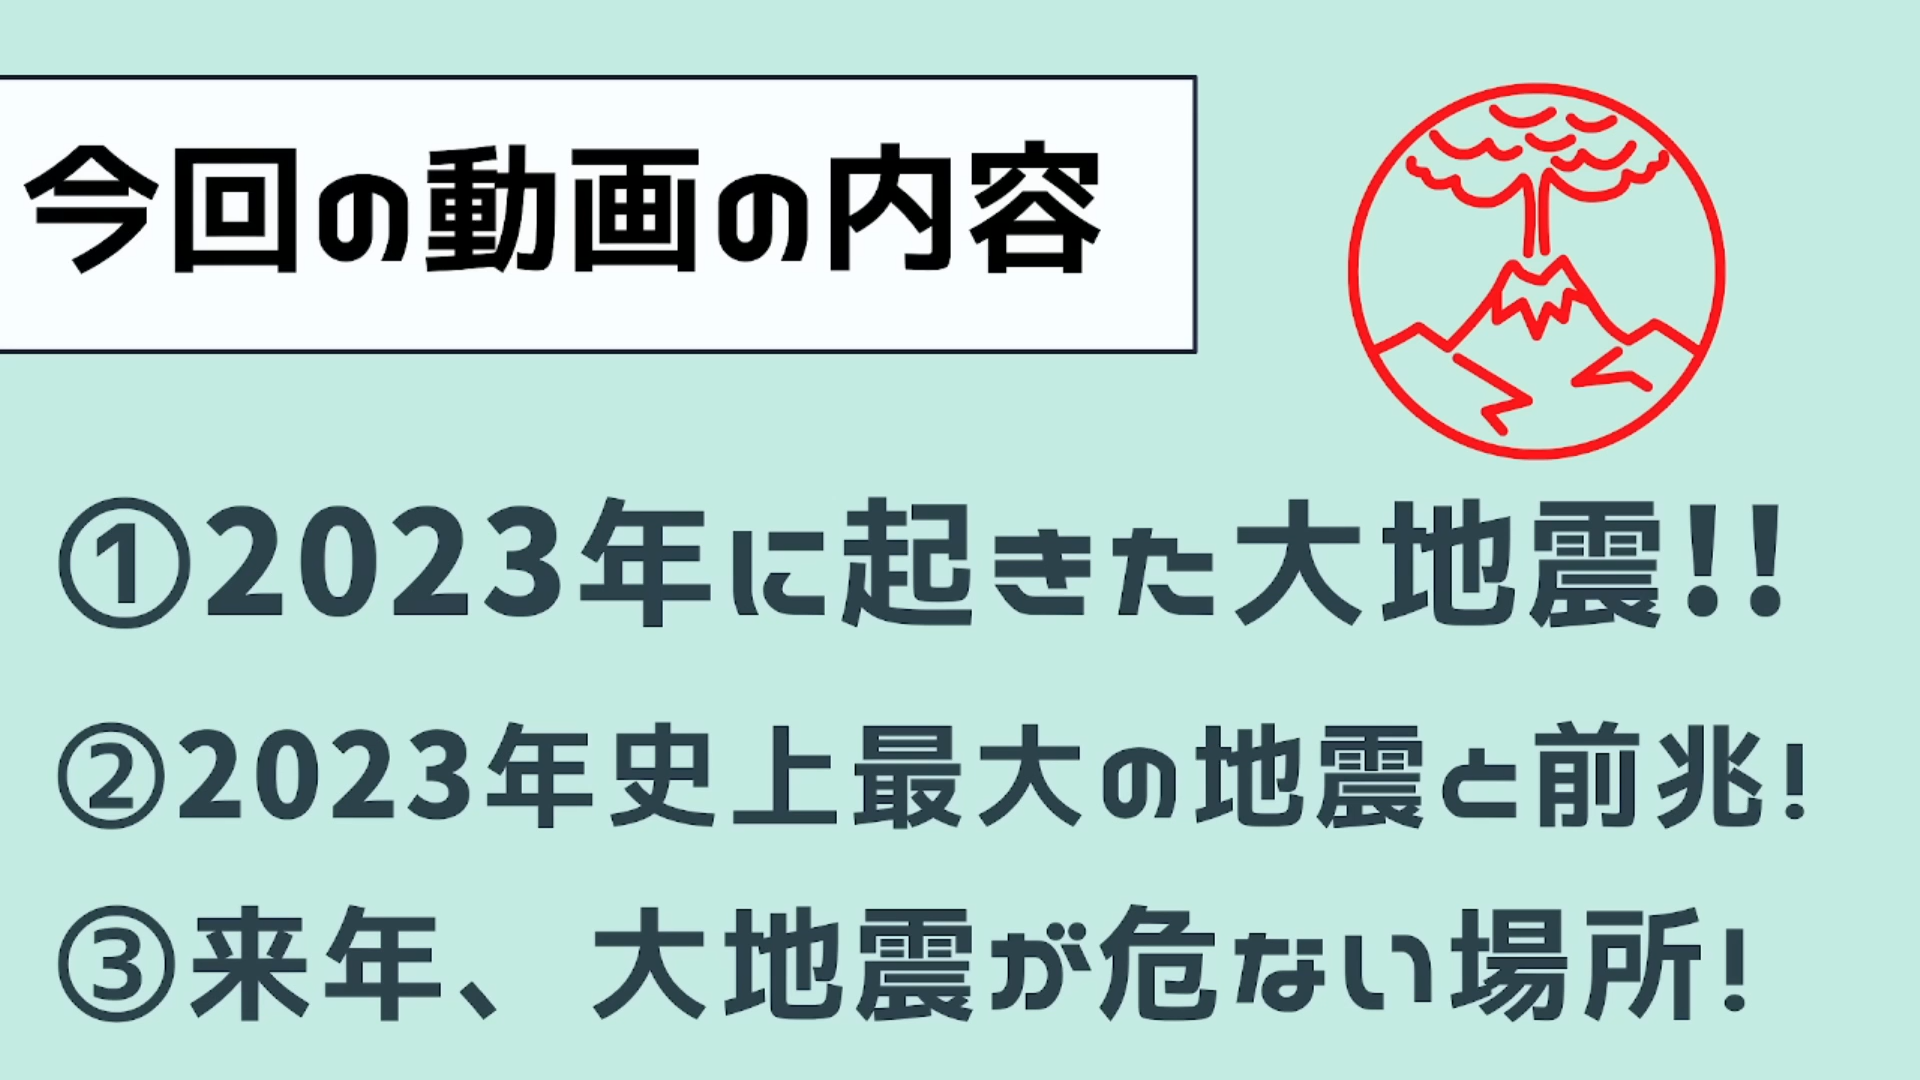 今回の動画の内容
①2023年に起きた大地震!!
②2023年史上最大の地震と前兆!
③来年、大地震が危ない場所!